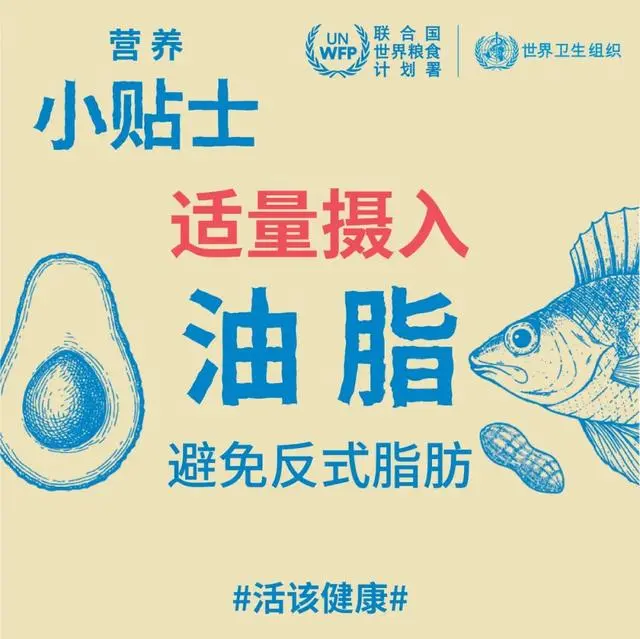 营养
小贴士
UN
WFP
联合国
世界粮食
计划署
世界卫生组织
适量摄入
油脂
避免反式脂肪
#活该健康#